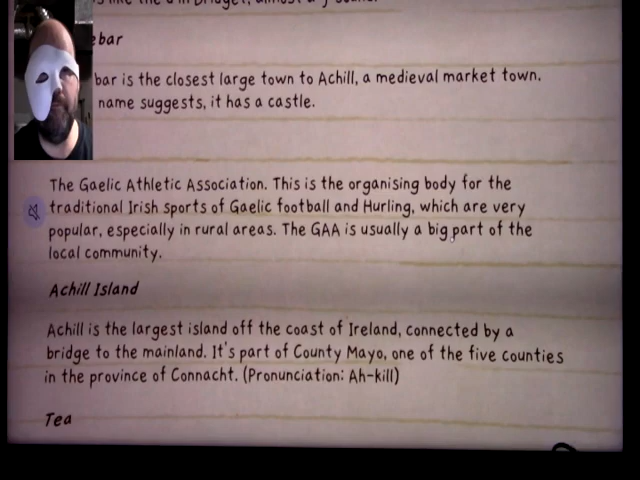 ebar
bar is the closest large town to Achill, a medieval market town.
name suggests, it has a castle.
The Gaelic Athletic Association. This is the organising body for the
traditional Irish sports of Gaelic football and Hurling, which are very
popular, especially in rural areas. The GAA is usually a big part of the
local community.
Achill Island
Achill is the largest island off the coast of Ireland, connected by a
bridge to the mainland. It's part of County Mayo, one of the five counties
in the province of Connacht. (Pronunciation: Ah-kill)
Tea